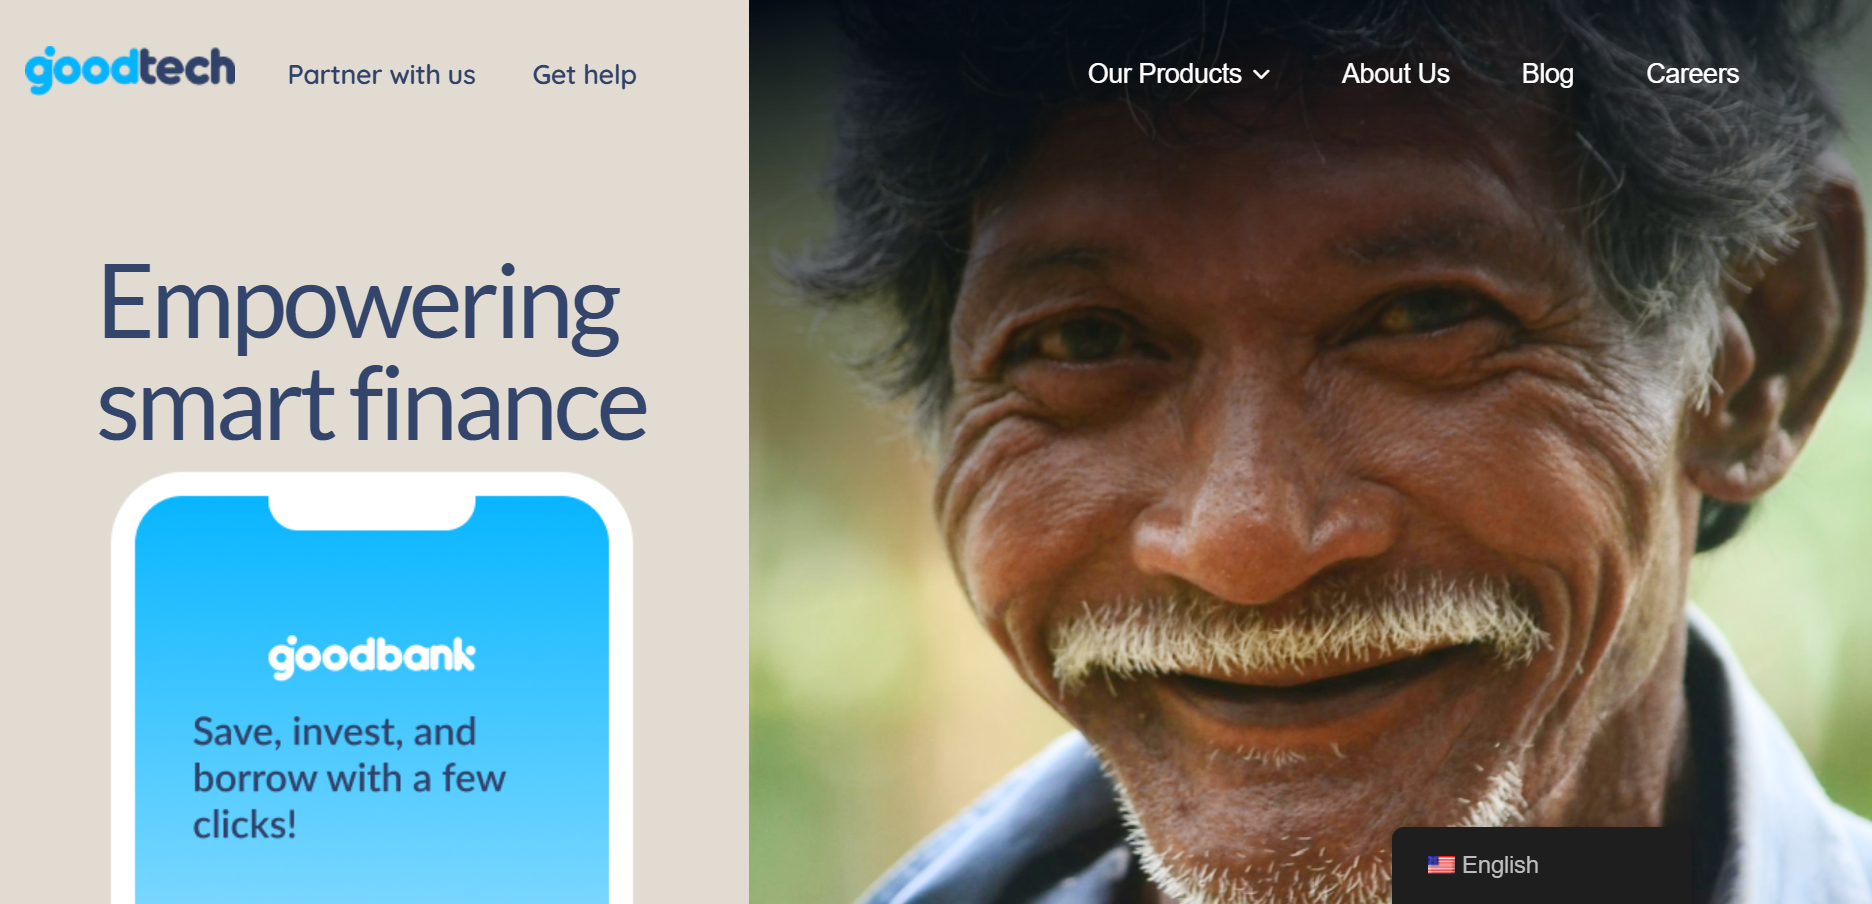 goodtech
Partner with us
Get help
Our Products
About Us
Blog
Careers
Empowering
smart finance
goodbank
Save, invest, and
borrow with a few
clicks!
English